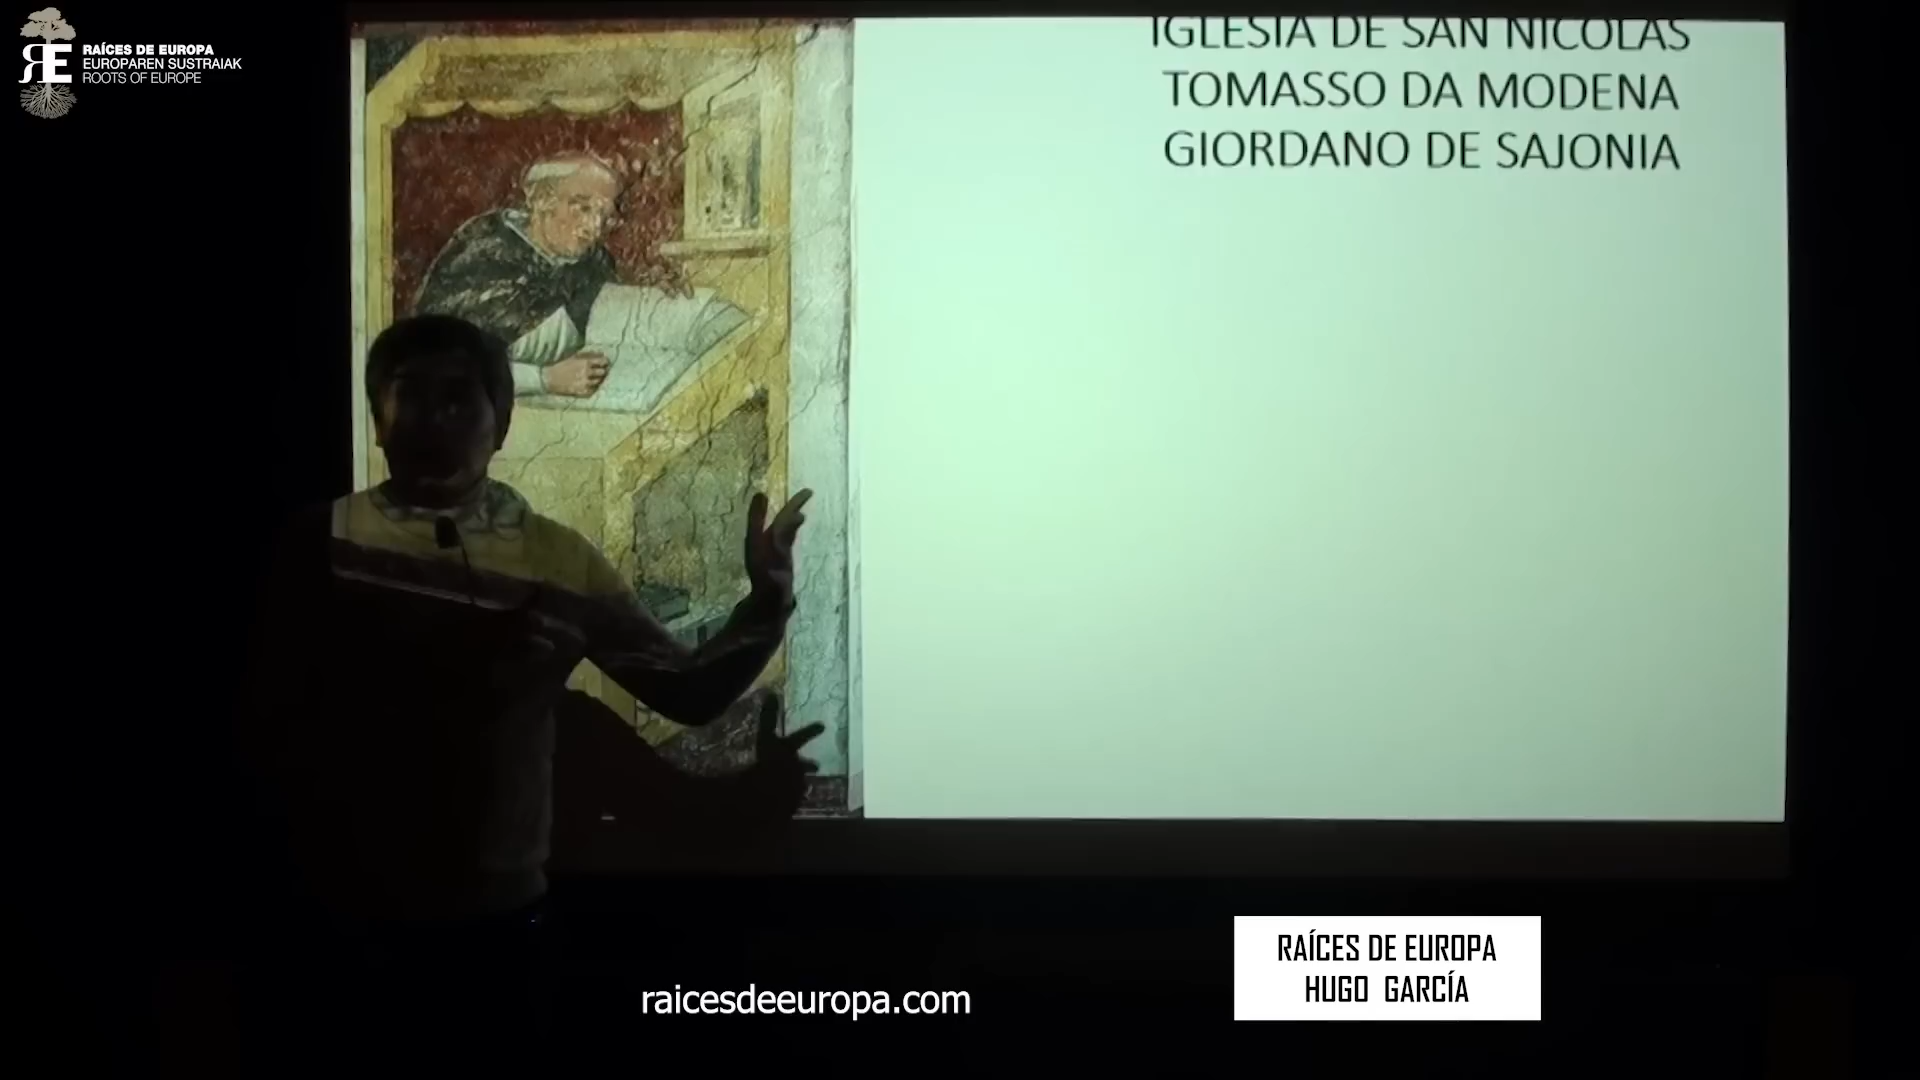 RAÍCES DE EUROPA
EUROPAREN SUSTRAIAK
ROOTS OF EUROPE
IGLESIA DE SAN NICOLAS
TOMASSO DA MODENA
GIORDANO DE SAJONIA
raicesdeeuropa.com
RAÍCES DE EUROPA
HUGO GARCÍA